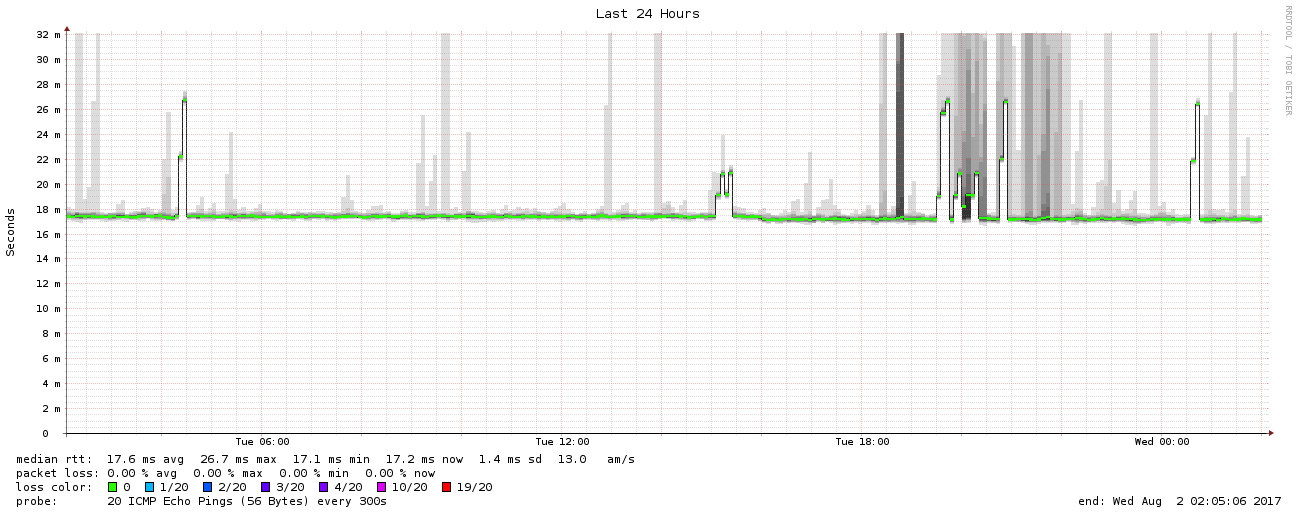 Last 24 Hours
RRDTOOL / TOBI OETIKER
Seconds
32 m
30 m
28 m
26 m
24 m
22 m
20 m
18 m
16 m
14 m
12 m
10 m
8 m
6 m
4 m
2 m
0
Tue 06:00 Tue 12:00 Tue 18:00 Wed 00:00
median rtt: 17.6 ms avg 26.7 ms max 17.1 ms min 17.2 ms now 1.4 ms sd 13.0 am/s
packet loss: 0.00 % avg 0.00 % max 0.00 % min 0.00 % now
loss color: 0 1/20 2/20 3/20 4/20 10/20 19/20
probe: 20 ICMP Echo Pings (56 Bytes) every 300s end: Wed Aug 2 02:05:06 2017